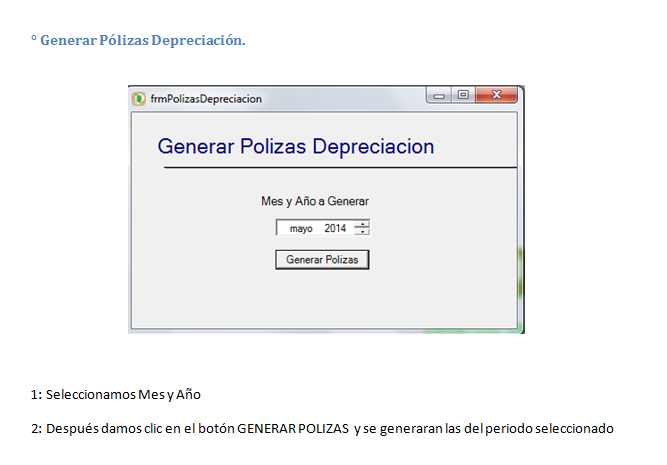 ° Generar Pólizas Depreciación.
frmPolizasDepreciacion
Generar Polizas Depreciacion
Mes y Año a Generar
mayo 2014
Generar Polizas
1: Seleccionamos Mes y Año
2: Después damos clic en el botón GENERAR POLIZAS y se generaran las del periodo seleccionado